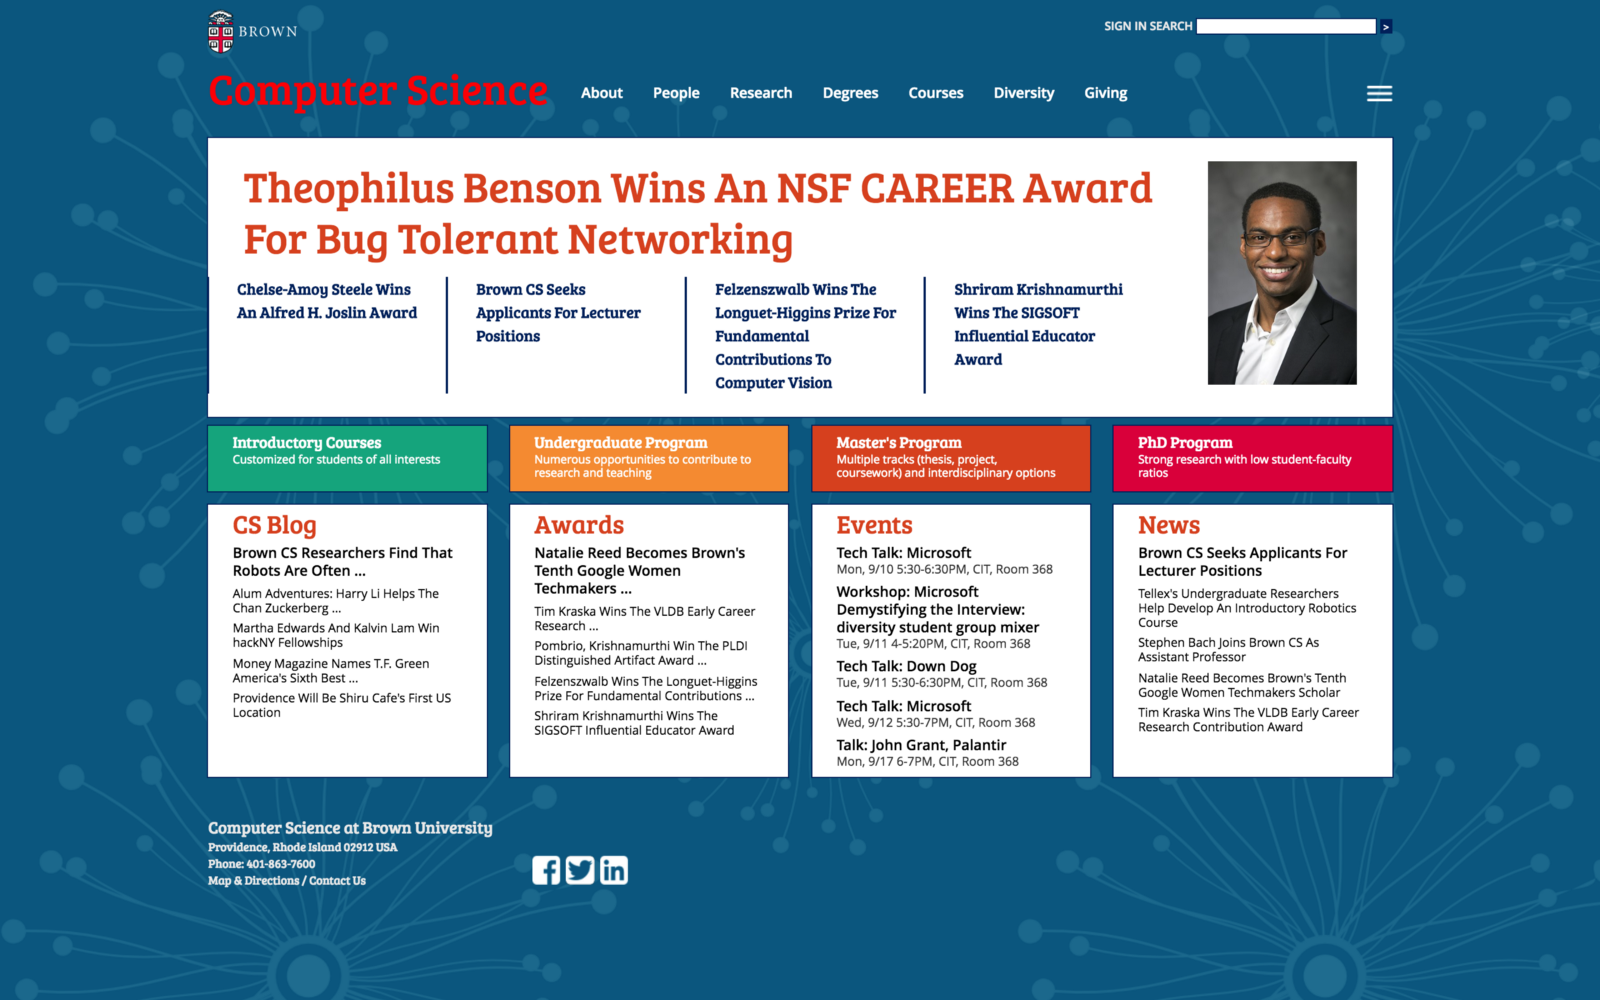 BROWN
SIGN IN SEARCH >
Computer Science
About People Research Degrees Courses Diversity Giving
Theophilus Benson Wins An NSF CAREER Award
For Bug Tolerant Networking
Chelse-Amoy Steele Wins
An Alfred H. Joslin Award
Brown CS Seeks
Applicants For Lecturer
Positions
Felzenszwalb Wins The
Longuet-Higgins Prize For
Fundamental
Contributions To
Computer Vision
Shriram Krishnamurthi
Wins The SIGSOFT
Influential Educator
Award
Introductory Courses
Customized for students of all interests
Undergraduate Program
Numerous opportunities to contribute to
research and teaching
Master's Program
Multiple tracks (thesis, project,
coursework) and interdisciplinary options
PhD Program
Strong research with low student-faculty
ratios
CS Blog
Brown CS Researchers Find That
Robots Are Often ...
Alum Adventures: Harry Li Helps The
Chan Zuckerberg ...
Martha Edwards And Kalvin Lam Win
hackNY Fellowships
Money Magazine Names T.F. Green
America's Sixth Best ...
Providence Will Be Shiru Cafe's First US
Location
Awards
Natalie Reed Becomes Brown's
Tenth Google Women
Techmakers ...
Tim Kraska Wins The VLDB Early Career
Research ...
Pombrio, Krishnamurthi Win The PLDI
Distinguished Artifact Award ...
Felzenszwalb Wins The Longuet-Higgins
Prize For Fundamental Contributions ...
Shriram Krishnamurthi Wins The
SIGSOFT Influential Educator Award
Events
Tech Talk: Microsoft
Mon, 9/10 5:30-6:30PM, CIT, Room 368
Workshop: Microsoft
Demystifying the Interview:
diversity student group mixer
Tue, 9/11 4-5:20PM, CIT, Room 368
Tech Talk: Down Dog
Tue, 9/11 5:30-6:30PM, CIT, Room 368
Tech Talk: Microsoft
Wed, 9/12 5:30-7PM, CIT, Room 368
Talk: John Grant, Palantir
Mon, 9/17 6-7PM, CIT, Room 368
News
Brown CS Seeks Applicants For
Lecturer Positions
Tellex's Undergraduate Researchers
Help Develop An Introductory Robotics
Course
Stephen Bach Joins Brown CS As
Assistant Professor
Natalie Reed Becomes Brown's Tenth
Google Women Techmakers Scholar
Tim Kraska Wins The VLDB Early Career
Research Contribution Award
Computer Science at Brown University
Providence, Rhode Island 02912 USA
Phone: 401-863-7600
Map & Directions / Contact Us